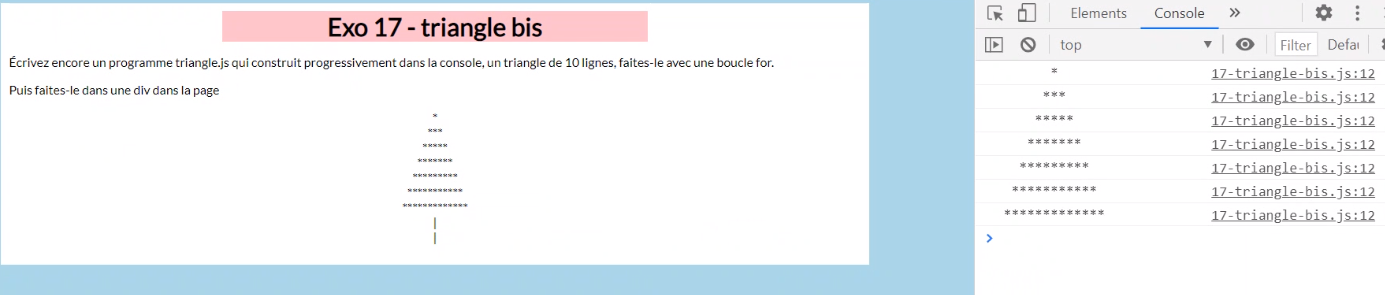 Exo 17 - triangle bis
Écrivez encore un programme triangle.js qui construit progressivement dans la console, un triangle de 10 lignes, faites-le avec une boucle for.
Puis faites-le dans une div dans la page
*
***
*****
*******
*********
***********
*************
|
|
Elements Console »
top Filter
* 17-triangle-bis.js:12
*** 17-triangle-bis.js:12
***** 17-triangle-bis.js:12
******* 17-triangle-bis.js:12
********* 17-triangle-bis.js:12
*********** 17-triangle-bis.js:12
************* 17-triangle-bis.js:12
>